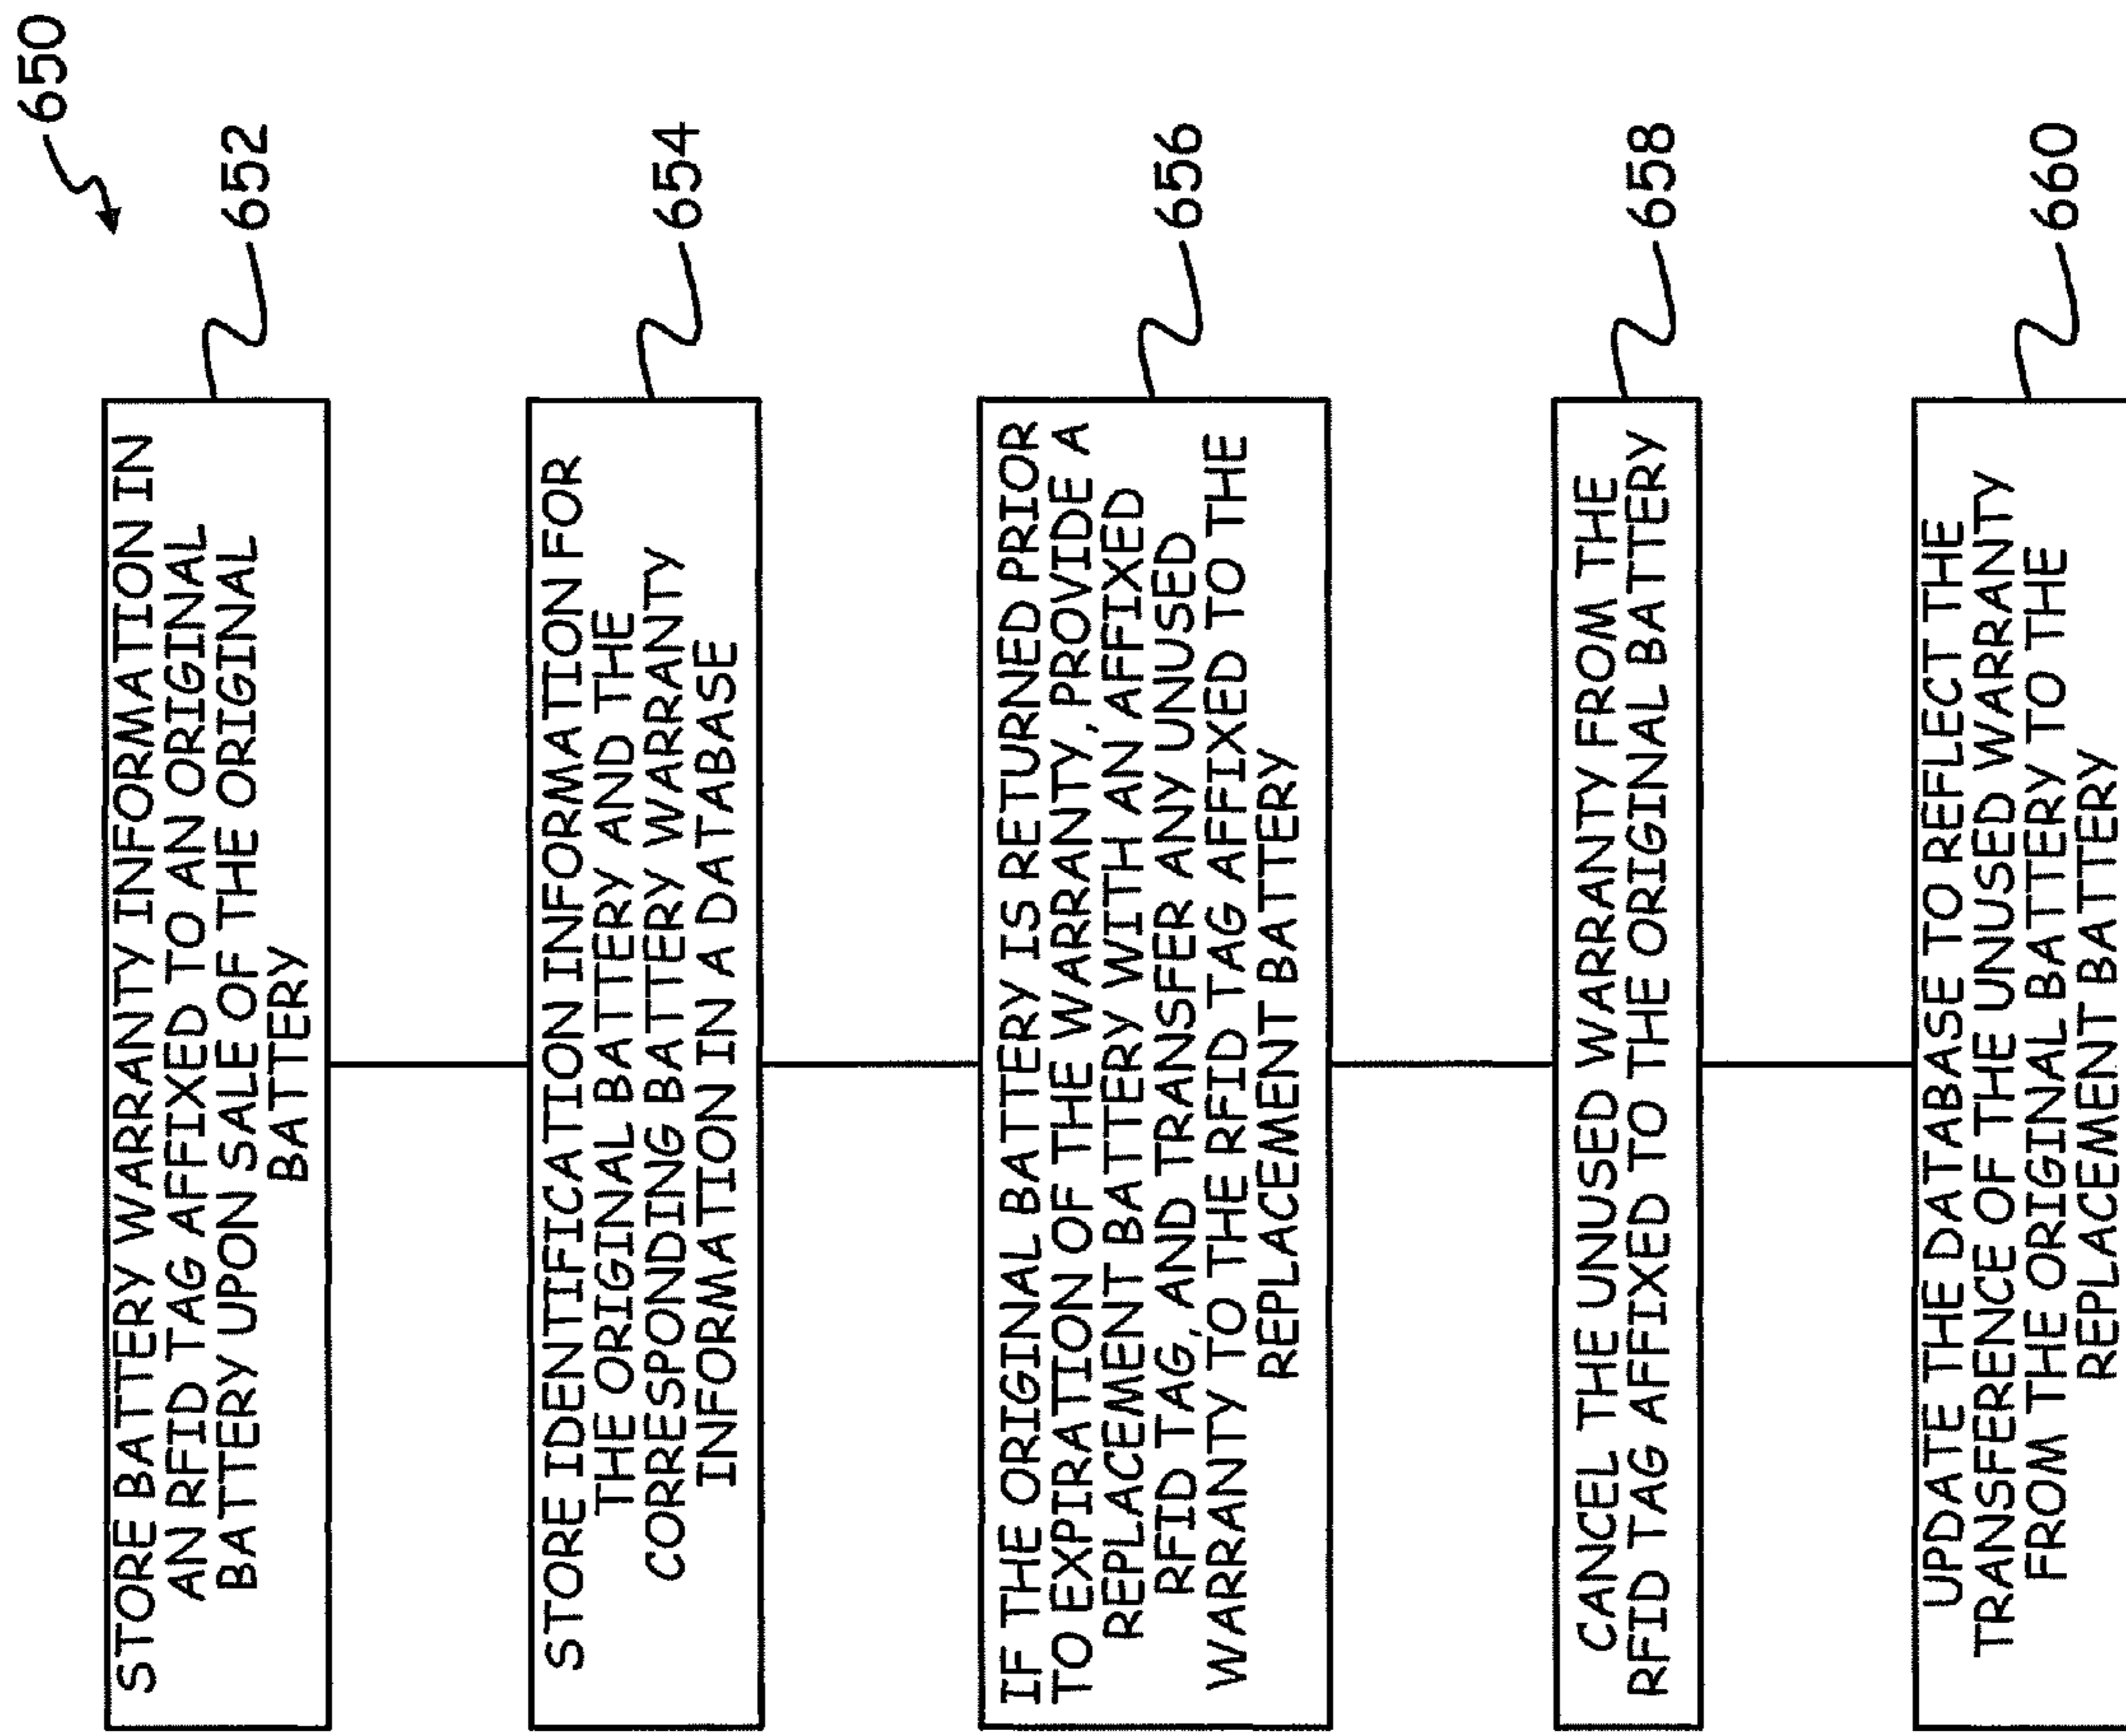 650
STORE BATTERY WARRANTY INFORMATION IN
AN RFID TAG AFFIXED TO AN ORIGINAL
BATTERY UPON SALE OF THE ORIGINAL
BATTERY
652
STORE IDENTIFICATION INFORMATION FOR
THE ORIGINAL BATTERY AND THE
CORRESPONDING BATTERY WARRANTY
INFORMATION IN A DATABASE
654
IF THE ORIGINAL BATTERY IS RETURNED PRIOR
TO EXPIRATION OF THE WARRANTY, PROVIDE A
REPLACEMENT BATTERY WITH AN AFFIXED
RFID TAG, AND TRANSFER ANY UNUSED
WARRANTY TO THE RFID TAG AFFIXED TO THE
REPLACEMENT BATTERY
656
CANCEL THE UNUSED WARRANTY FROM THE
RFID TAG AFFIXED TO THE ORIGINAL BATTERY
658
UPDATE THE DATABASE TO REFLECT THE
TRANSFERENCE OF THE UNUSED WARRANTY
FROM THE ORIGINAL BATTERY TO THE
REPLACEMENT BATTERY
660